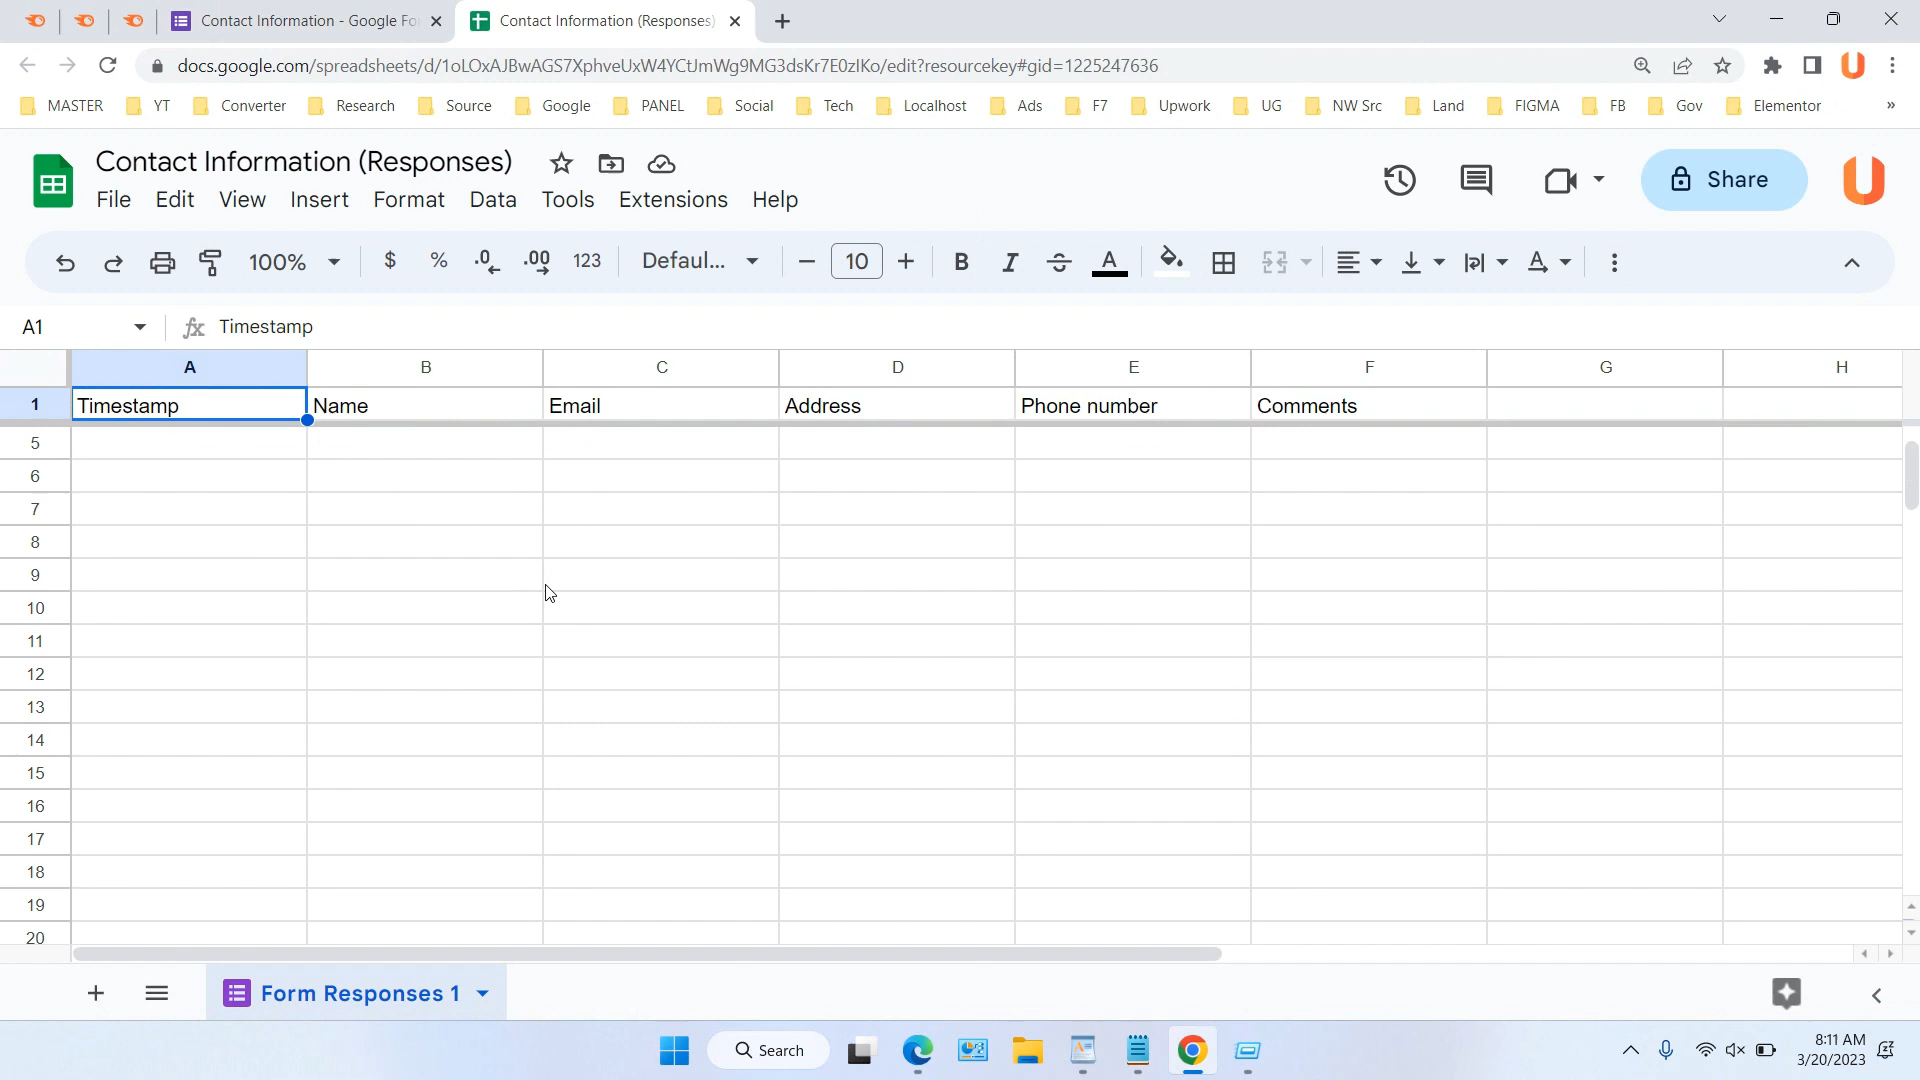 Contact Information - Google Fo
Contact Information (Responses)
docs.google.com/spreadsheets/d/1oLOxAJBwAGS7XphveUxW4YCtJmWg9MG3dsKr7E0zIKo/edit?resourcekey#gid=1225247636
MASTER YT Converter Research Source Google PANEL Social Tech Localhost Ads F7 Upwork UG NW Src Land FIGMA FB Gov Elementor »
Contact Information (Responses)
Share
File Edit View Insert Format Data Tools Extensions Help
100% $ % .0 .00 123 Defaul... 10 B I A
A1 fx Timestamp
A B C D E F G H
1 Timestamp Name Email Address Phone number Comments
5
6
7
8
9
10
11
12
13
14
15
16
17
18
19
20
Form Responses 1
Search
8:11 AM
3/20/2023